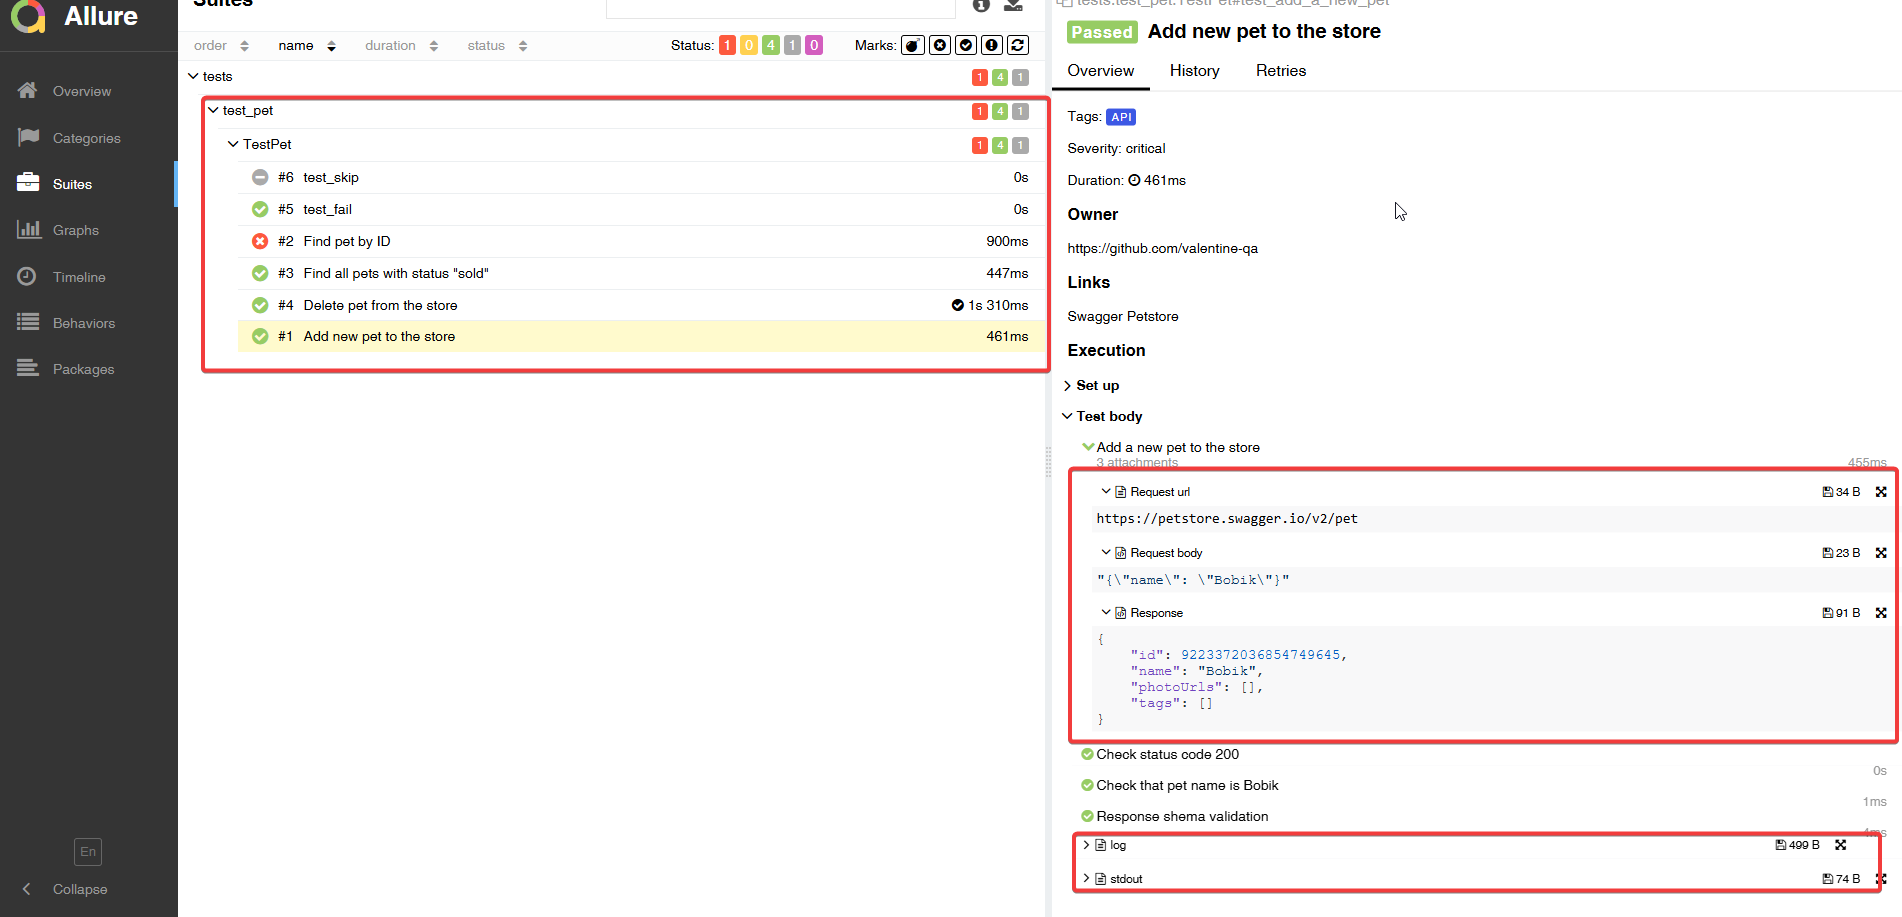 Allure
Overview
Categories
Suites
Graphs
Timeline
Behaviors
Packages
En
Collapse
Suites
order name duration status Status: 1 0 4 1 0 Marks:
tests 1 4 1
test_pet 1 4 1
TestPet 1 4 1
#6 test_skip 0s
#5 test_fail 0s
#2 Find pet by ID 900ms
#3 Find all pets with status "sold" 447ms
#4 Delete pet from the store 1s 310ms
#1 Add new pet to the store 461ms
tests.test_pet.TestPet#test_add_a_new_pet
Passed Add new pet to the store
Overview History Retries
Tags: API
Severity: critical
Duration: 461ms
Owner
https://github.com/valentine-qa
Links
Swagger Petstore
Execution
Set up
Test body
Add a new pet to the store
3 attachments 455ms
Request url 34 B
https://petstore.swagger.io/v2/pet
Request body 23 B
"{\"name\": \"Bobik\"}"
Response 91 B
{
"id": 9223372036854749645,
"name": "Bobik",
"photoUrls": [],
"tags": []
}
Check status code 200
0s
Check that pet name is Bobik
1ms
Response shema validation
4ms
log 499 B
stdout 74 B